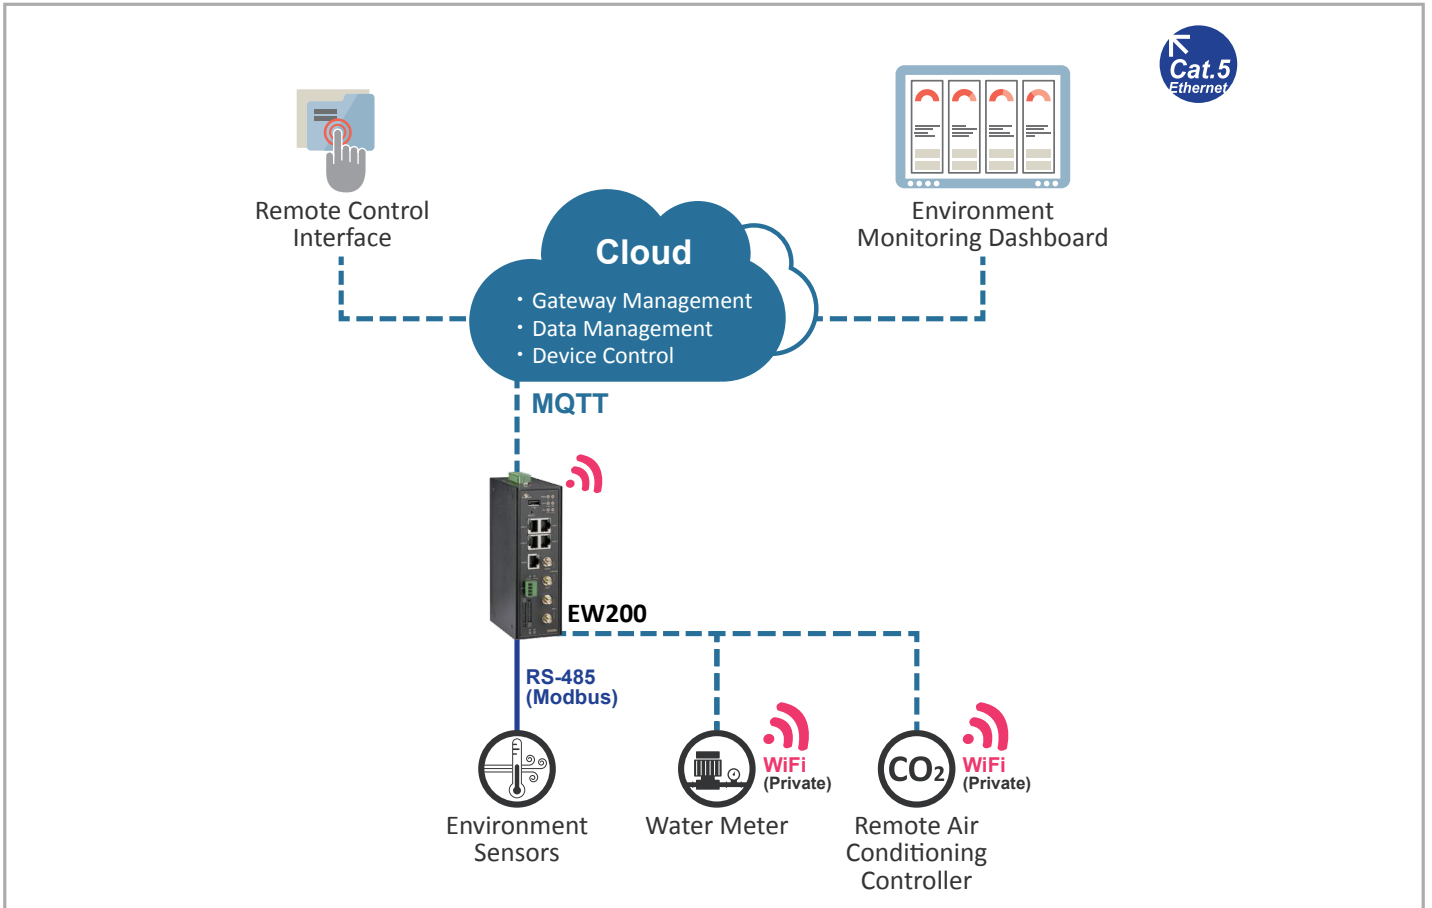 Cat.5
Ethernet
Remote Control
Interface
Environment
Monitoring Dashboard
Cloud
· Gateway Management
· Data Management
· Device Control
MQTT
EW200
RS-485
(Modbus)
WiFi
(Private)
CO2
WiFi
(Private)
Environment
Sensors
Water Meter
Remote Air
Conditioning
Controller